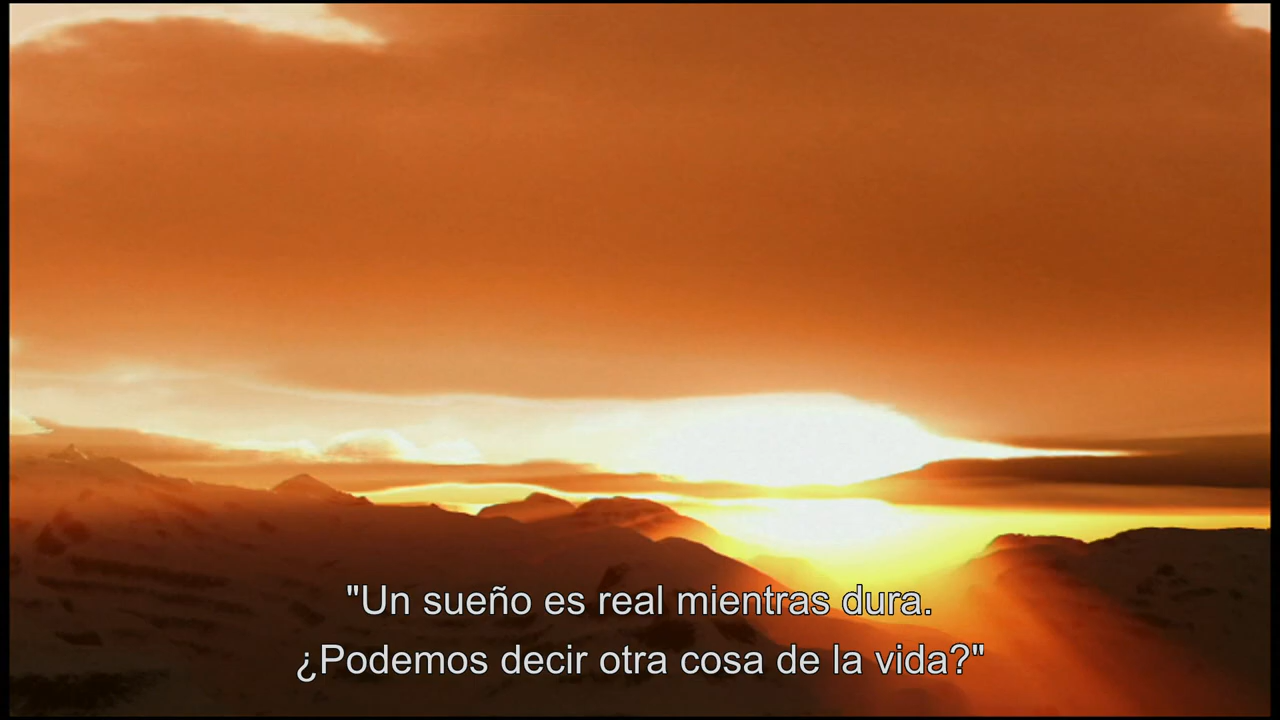 "Un sueño es real mientras dura.
¿Podemos decir otra cosa de la vida?"